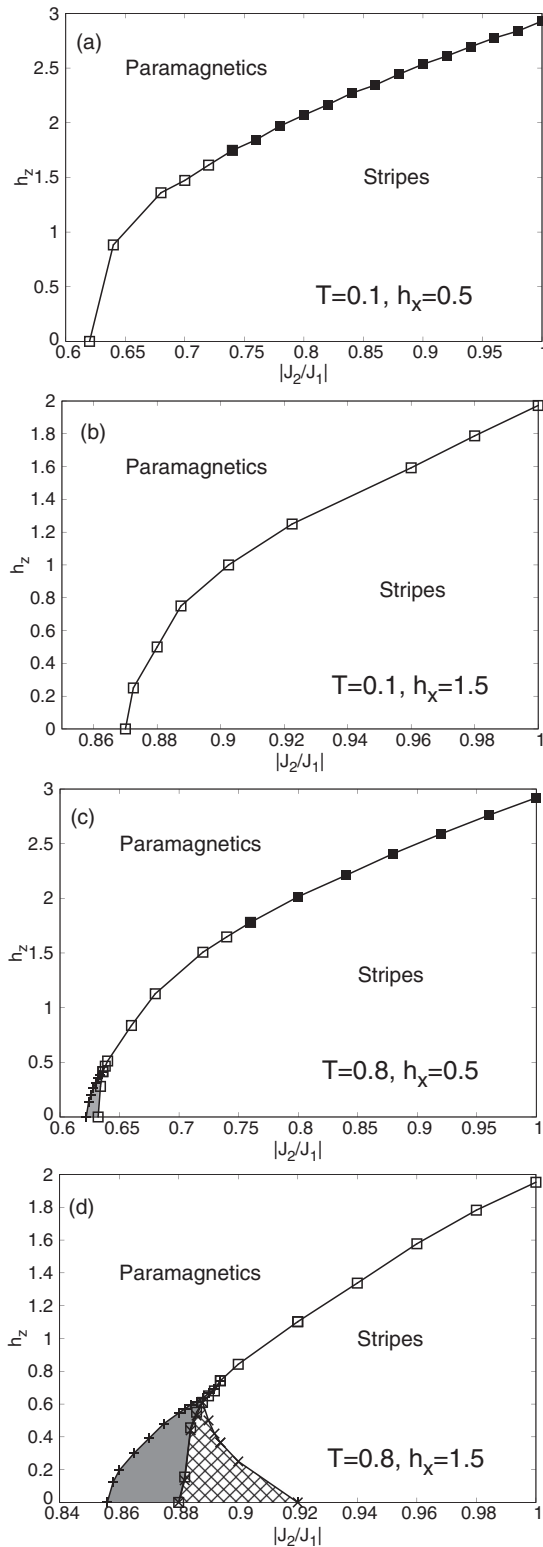 (a)
3
2.5
2
1.5
1
0.5
0
h_z
Paramagnetics
Stripes
T=0.1, h_x=0.5
0.6 0.65 0.7 0.75 0.8 0.85 0.9 0.95 1
|J_2/J_1|
(b)
2
1.8
1.6
1.4
1.2
1
0.8
0.6
0.4
0.2
0
h_z
Paramagnetics
Stripes
T=0.1, h_x=1.5
0.86 0.88 0.9 0.92 0.94 0.96 0.98 1
|J_2/J_1|
(c)
3
2.5
2
1.5
1
0.5
0
h_z
Paramagnetics
Stripes
T=0.8, h_x=0.5
0.6 0.65 0.7 0.75 0.8 0.85 0.9 0.95 1
|J_2/J_1|
(d)
2
1.8
1.6
1.4
1.2
1
0.8
0.6
0.4
0.2
0
h_z
Paramagnetics
Stripes
T=0.8, h_x=1.5
0.84 0.86 0.88 0.9 0.92 0.94 0.96 0.98 1
|J_2/J_1|